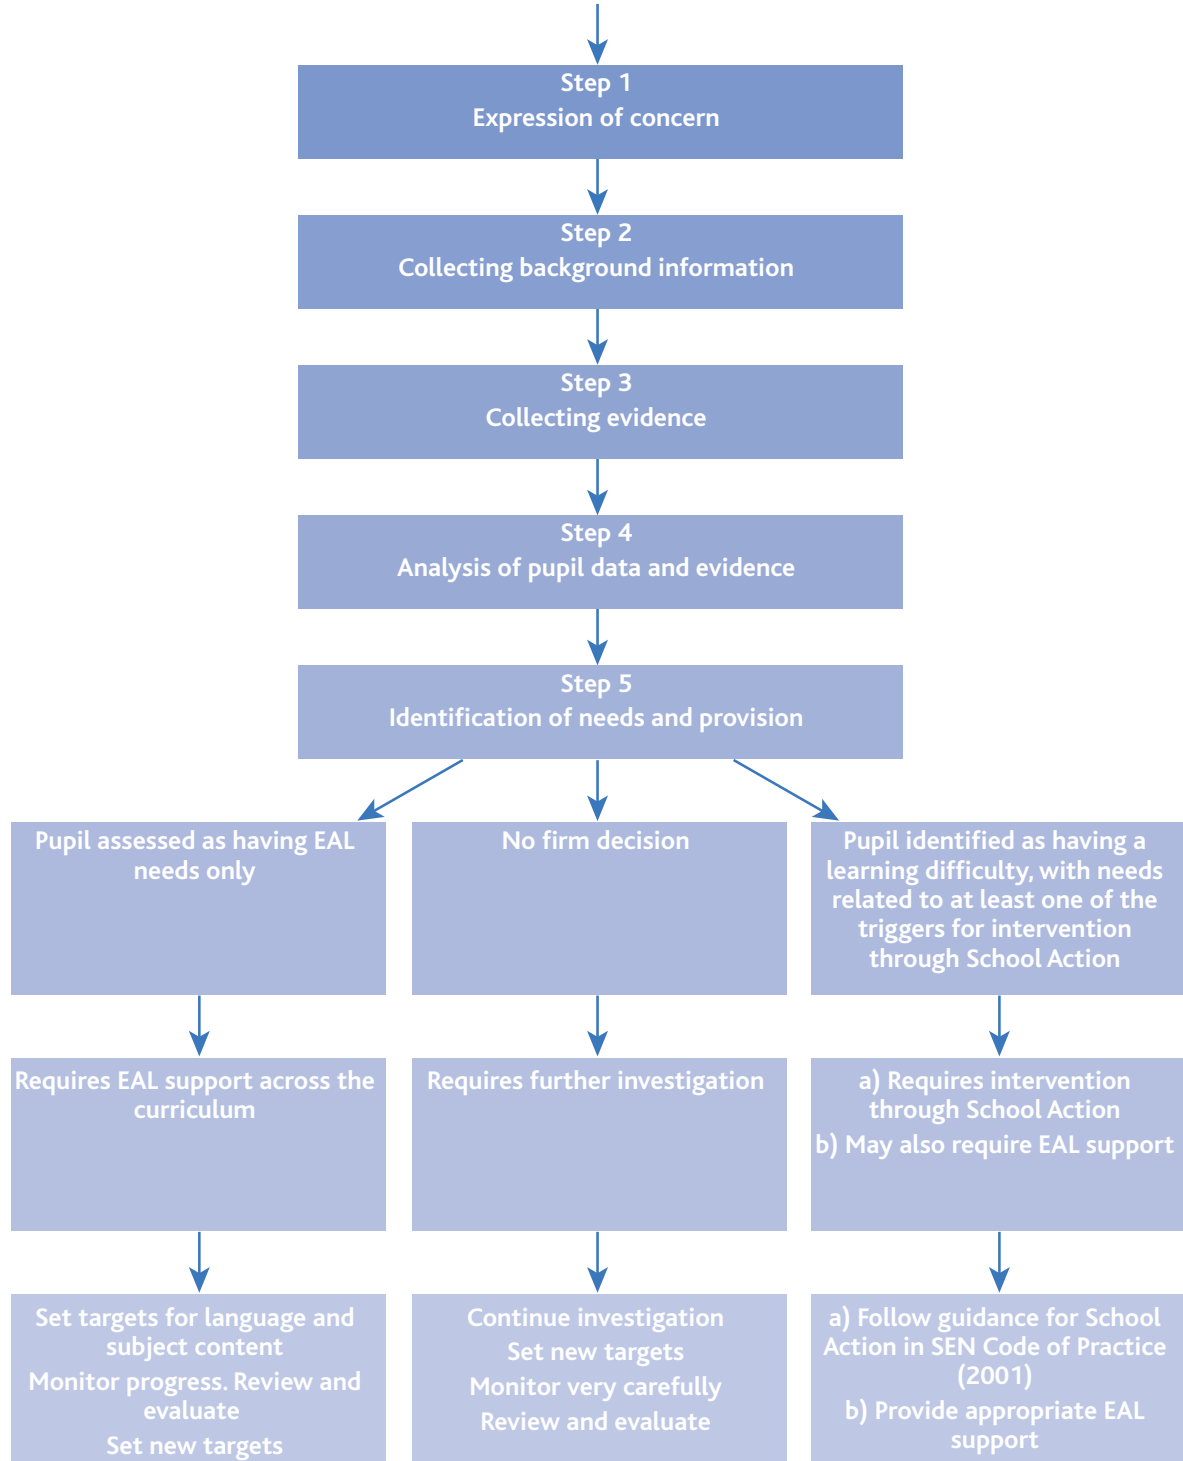 Step 1
Expression of concern
Step 2
Collecting background information
Step 3
Collecting evidence
Step 4
Analysis of pupil data and evidence
Step 5
Identification of needs and provision
Pupil assessed as having EAL
needs only
No firm decision
Pupil identified as having a
learning difficulty, with needs
related to at least one of the
triggers for intervention
through School Action
Requires EAL support across the
curriculum
Requires further investigation
a) Requires intervention
through School Action
b) May also require EAL support
Set targets for language and
subject content
Monitor progress. Review and
evaluate
Set new targets
Continue investigation
Set new targets
Monitor very carefully
Review and evaluate
a) Follow guidance for School
Action in SEN Code of Practice
(2001)
b) Provide appropriate EAL
support